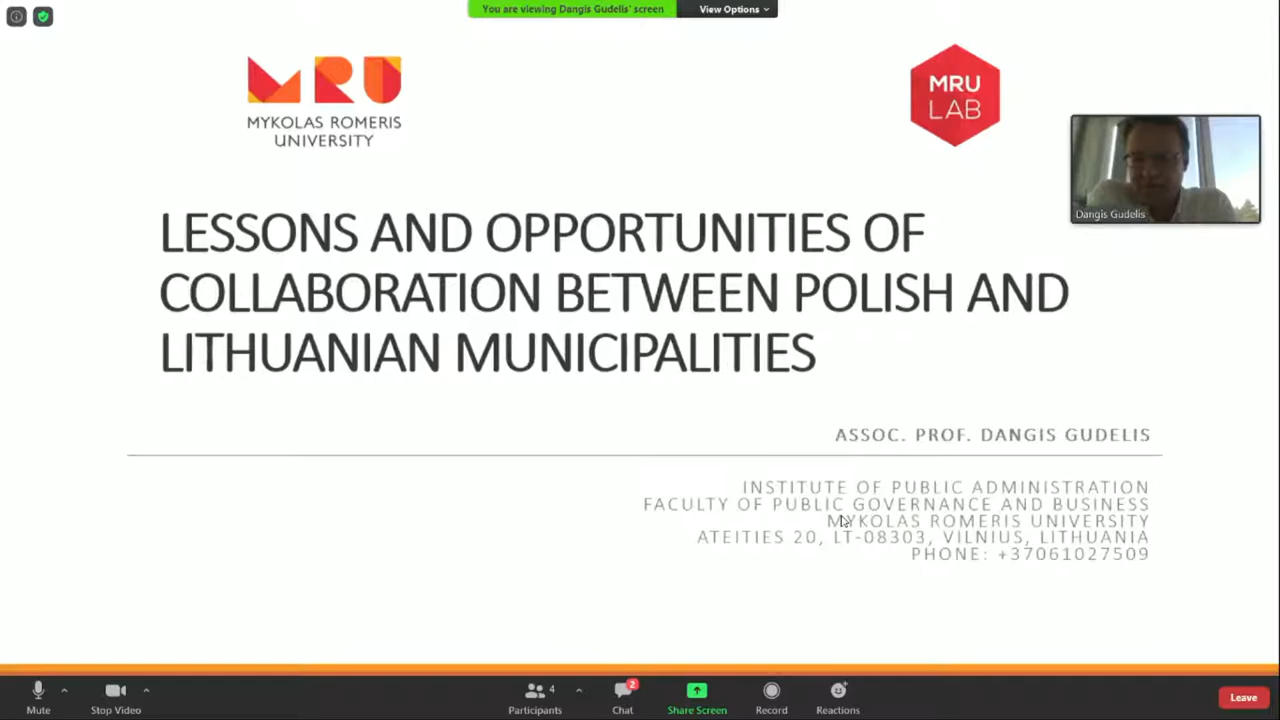 You are viewing Dangis Gudelis' screen
View Options
MRU
MYKOLAS ROMERIS
UNIVERSITY
MRU
LAB
Dangis Gudelis
LESSONS AND OPPORTUNITIES OF
COLLABORATION BETWEEN POLISH AND
LITHUANIAN MUNICIPALITIES
ASSOC. PROF. DANGIS GUDELIS
INSTITUTE OF PUBLIC ADMINISTRATION
FACULTY OF PUBLIC GOVERNANCE AND BUSINESS
MYKOLAS ROMERIS UNIVERSITY
ATEITIES 20, LT-08303, VILNIUS, LITHUANIA
PHONE: +37061027509
4
2
Mute
Stop Video
Participants
Chat
Share Screen
Record
Reactions
Leave